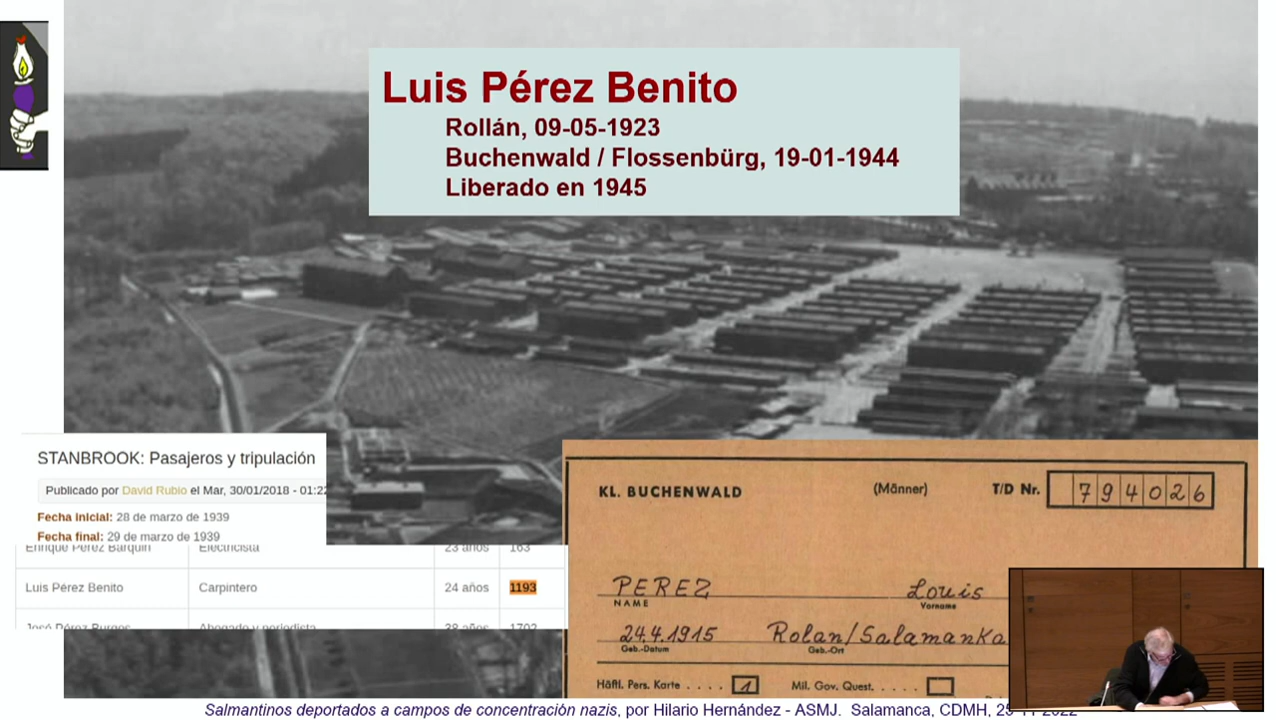 Luis Pérez Benito
Rollán, 09-05-1923
Buchenwald / Flossenbürg, 19-01-1944
Liberado en 1945
STANBROOK: Pasajeros y tripulación
Publicado por David Rubio el Mar, 30/01/2018 - 01:22
Fecha inicial: 28 de marzo de 1939
Fecha final: 29 de marzo de 1939
Enrique Pérez Barquín Electricista 23 años 163
Luis Pérez Benito Carpintero 24 años 1193
José Pérez Burgos Abogado y periodista 38 años 1702
KL. BUCHENWALD (Männer) T/D Nr. 794026
PEREZ Louis
NAME Vorname
24.4.1915 Rolan/Salamanka
Geb.-Datum Geb.-Ort
Häftl. Pers. Karte . . . . 1 Mil. Gov. Quest. . . . .
Salmantinos deportados a campos de concentración nazis, por Hilario Hernández - ASMJ. Salamanca, CDMH,